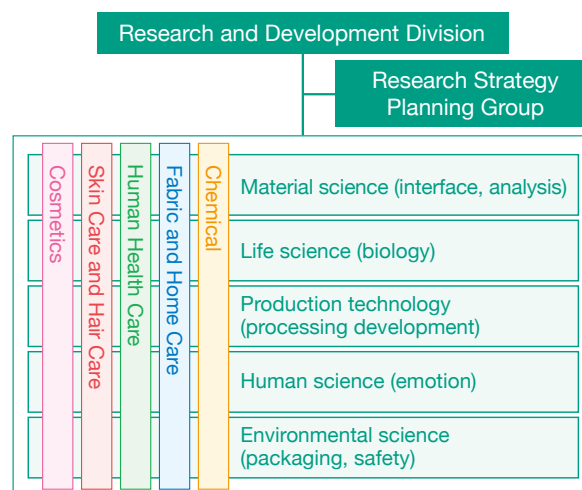 Research and Development Division
Research Strategy
Planning Group
Cosmetics
Skin Care and Hair Care
Human Health Care
Fabric and Home Care
Chemical
Material science (interface, analysis)
Life science (biology)
Production technology
(processing development)
Human science (emotion)
Environmental science
(packaging, safety)